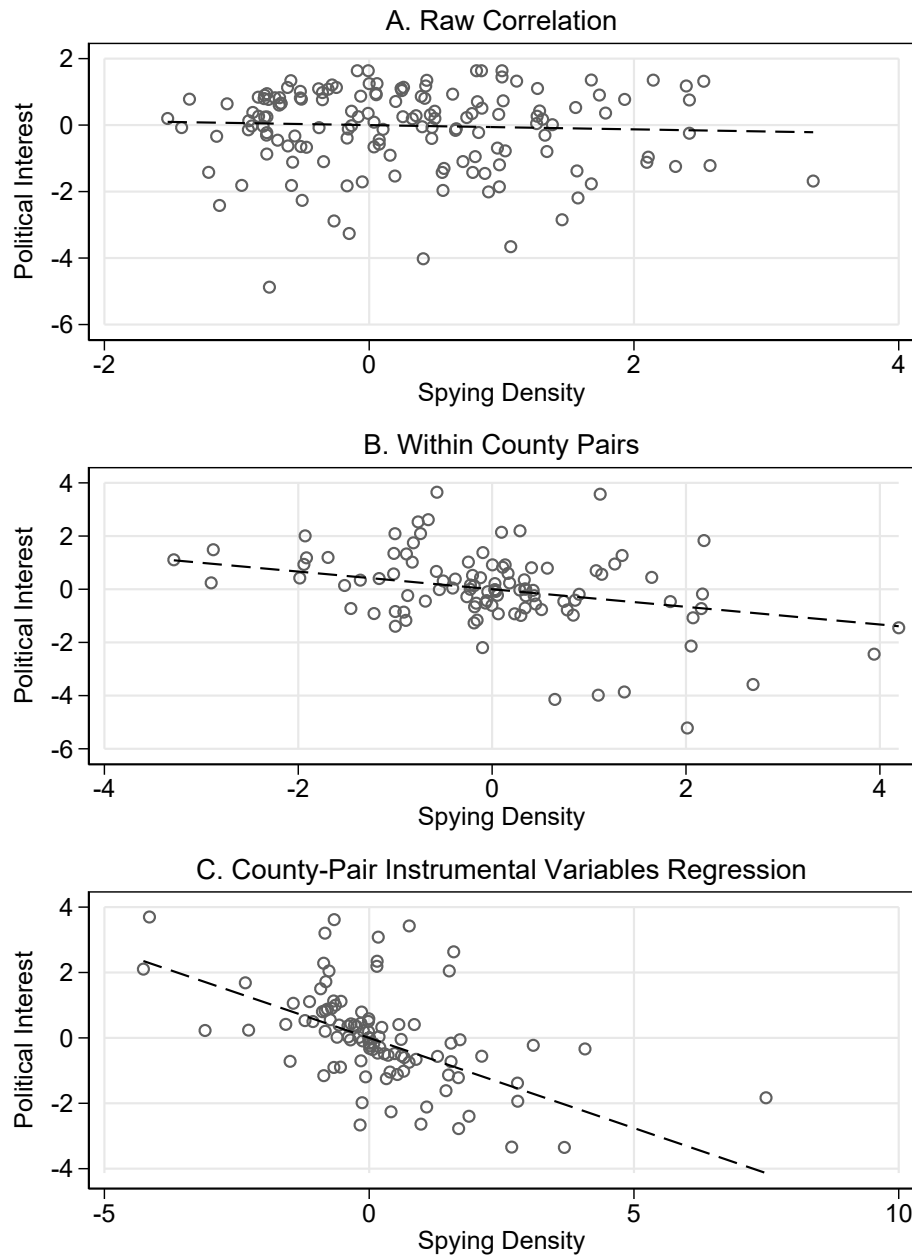 A. Raw Correlation
2
0
-2
-4
-6
Political Interest
-2 0 2 4
Spying Density
B. Within County Pairs
4
2
0
-2
-4
-6
Political Interest
-4 -2 0 2 4
Spying Density
C. County-Pair Instrumental Variables Regression
4
2
0
-2
-4
Political Interest
-5 0 5 10
Spying Density